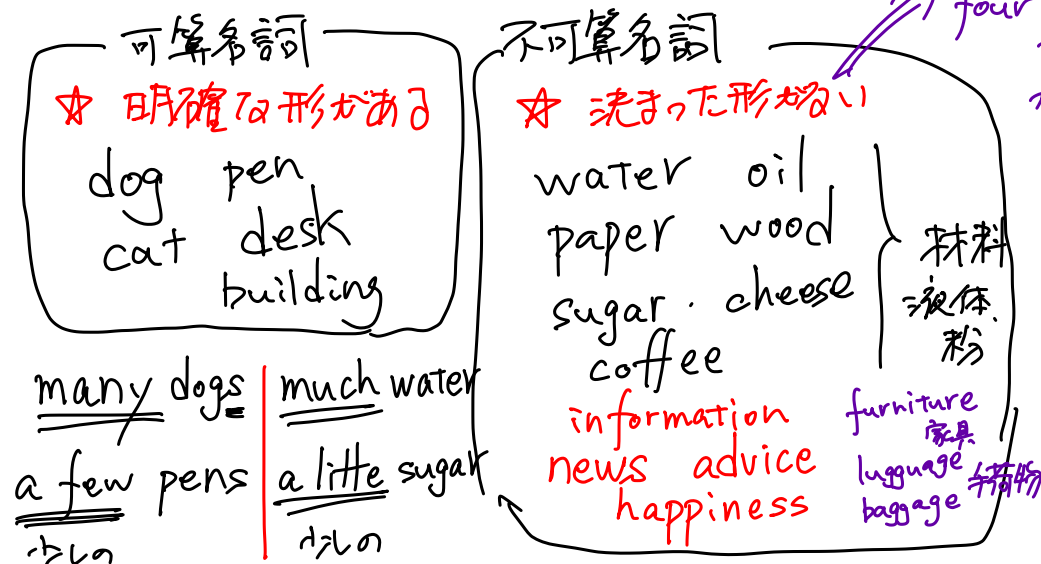 可算名詞
☆ 明確な形がある
dog pen
cat desk
building
many dogs
a few pens
少しの
much water
a little sugar
少しの
four
不可算名詞
☆ 決まった形がない
water oil
paper wood
sugar · cheese
coffee
材料
液体、
粉
information
news advice
happiness
furniture
家具
lugguage
baggage
手荷物